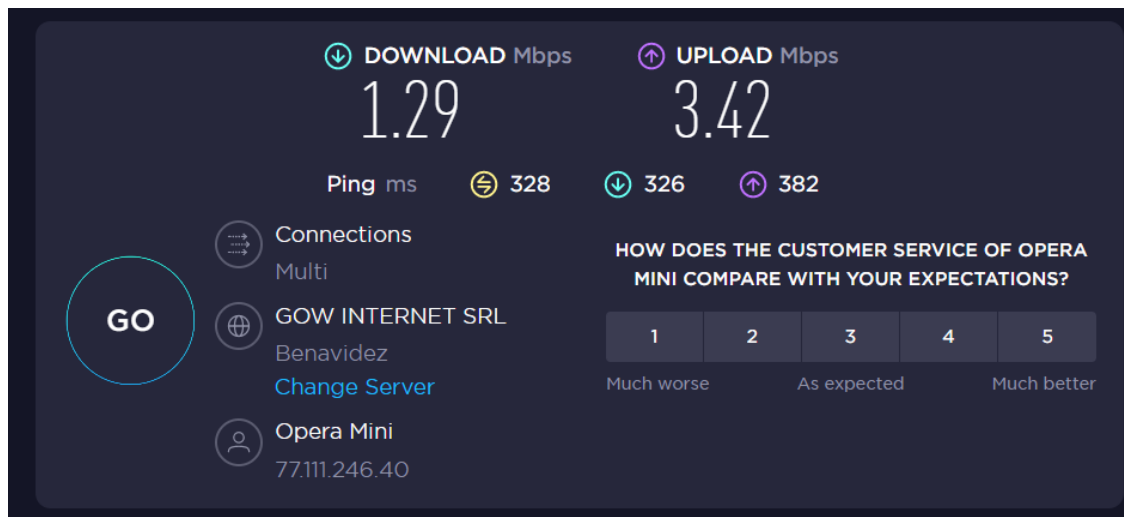 DOWNLOAD Mbps
1.29
UPLOAD Mbps
3.42
Ping ms 328 326 382
GO
Connections
Multi
GOW INTERNET SRL
Benavidez
Change Server
Opera Mini
77.111.246.40
HOW DOES THE CUSTOMER SERVICE OF OPERA
MINI COMPARE WITH YOUR EXPECTATIONS?
1 2 3 4 5
Much worse As expected Much better